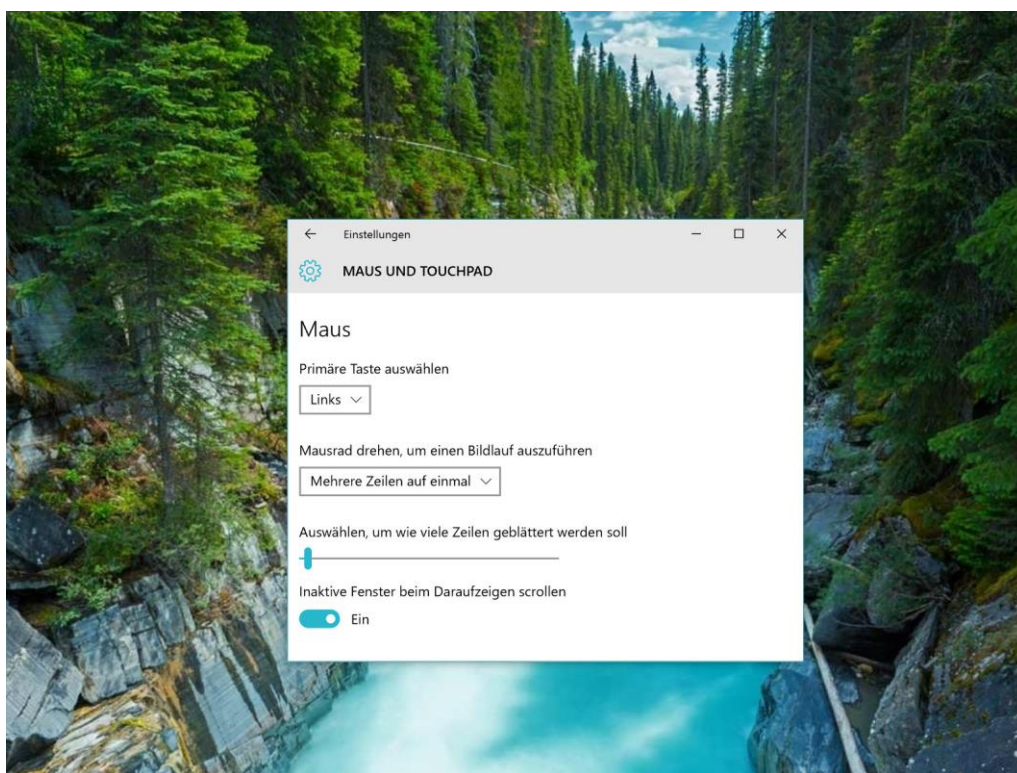 Einstellungen
MAUS UND TOUCHPAD
Maus
Primäre Taste auswählen
Links
Mausrad drehen, um einen Bildlauf auszuführen
Mehrere Zeilen auf einmal
Auswählen, um wie viele Zeilen geblättert werden soll
Inaktive Fenster beim Daraufzeigen scrollen
Ein